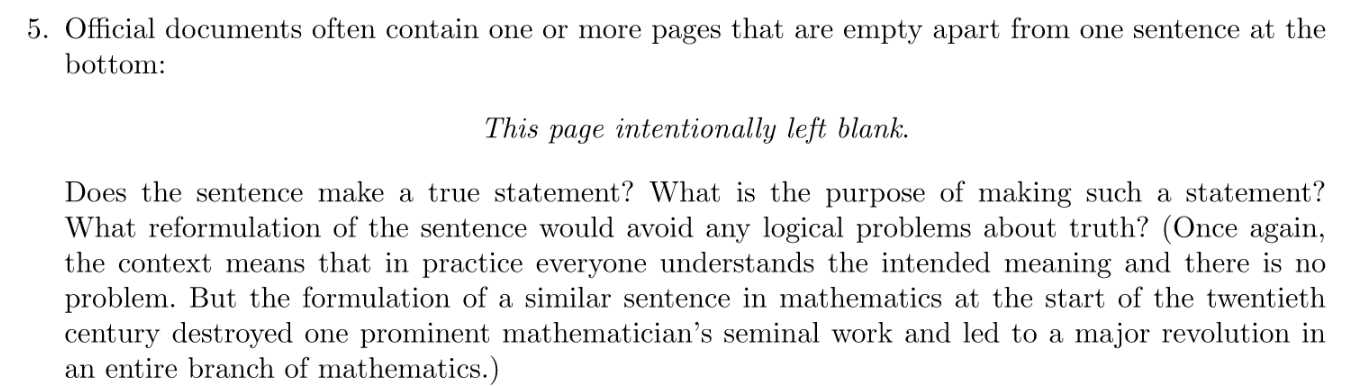 5. Official documents often contain one or more pages that are empty apart from one sentence at the
bottom:
This page intentionally left blank.
Does the sentence make a true statement? What is the purpose of making such a statement?
What reformulation of the sentence would avoid any logical problems about truth? (Once again,
the context means that in practice everyone understands the intended meaning and there is no
problem. But the formulation of a similar sentence in mathematics at the start of the twentieth
century destroyed one prominent mathematician's seminal work and led to a major revolution in
an entire branch of mathematics.)